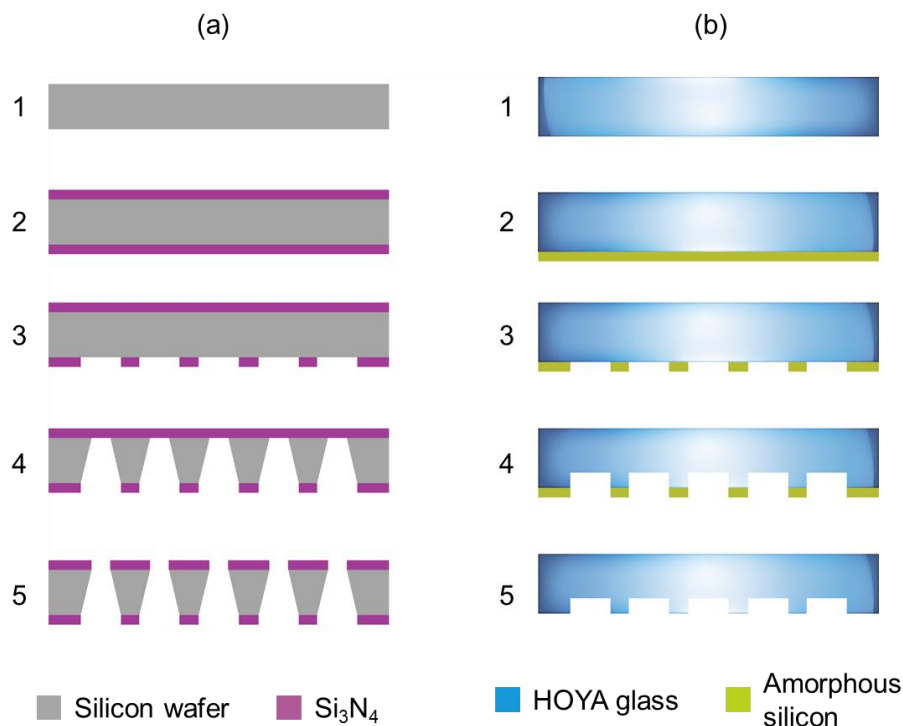 (a)
(b)
1
1
2
2
3
3
4
4
5
5
Silicon wafer
Si₃N₄
HOYA glass
Amorphous
silicon